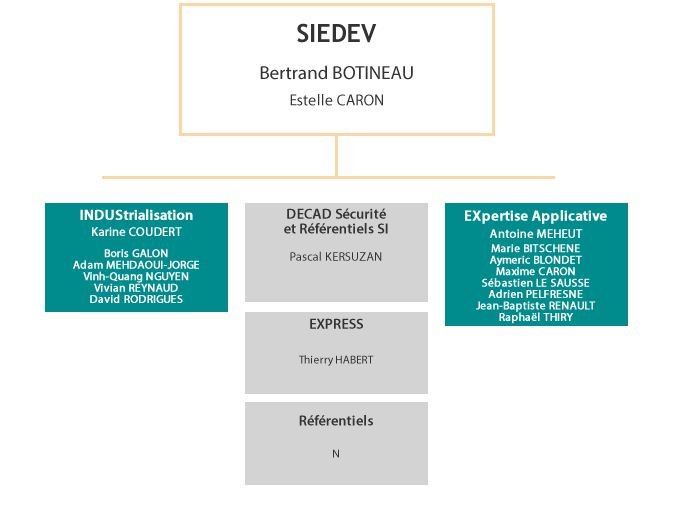 SIEDEV
Bertrand BOTINEAU
Estelle CARON
INDUStrialisation
Karine COUDERT
Boris GALON
Adam MEHDAOUI-JORGE
Vinh-Quang NGUYEN
Vivian REYNAUD
David RODRIGUES
DECAD Sécurité
et Référentiels SI
Pascal KERSUZAN
EXPRESS
Thierry HABERT
Référentiels
N
EXpertise Applicative
Antoine MEHEUT
Marie BITSCHENE
Aymeric BLONDET
Maxime CARON
Sébastien LE SAUSSE
Adrien PELFRESNE
Jean-Baptiste RENAULT
Raphaël THIRY